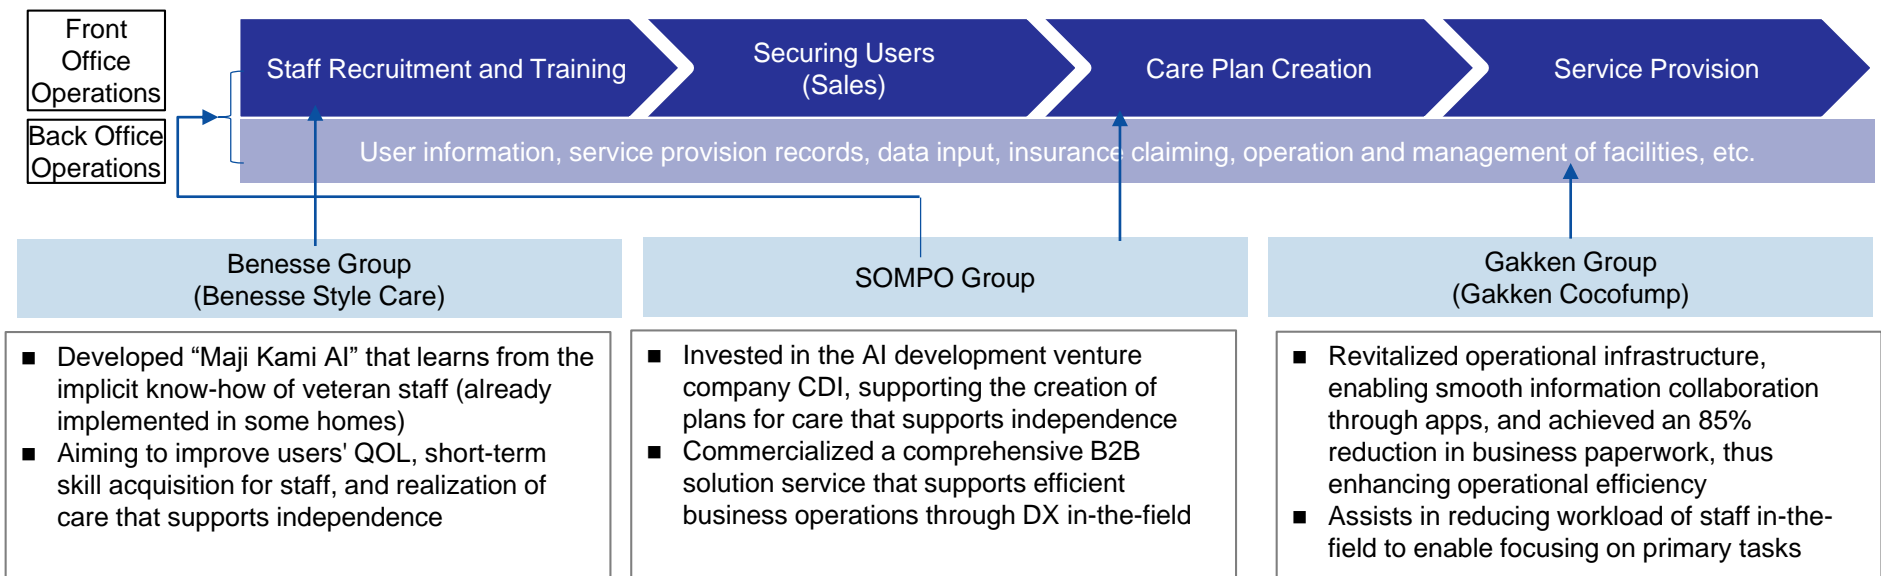 Front
Office
Operations
Staff Recruitment and Training
Securing Users
(Sales)
Care Plan Creation
Service Provision
Back Office
Operations
User information, service provision records, data input, insurance claiming, operation and management of facilities, etc.
Benesse Group
(Benesse Style Care)
SOMPO Group
Gakken Group
(Gakken Cocofump)
■ Developed “Maji Kami AI” that learns from the
implicit know-how of veteran staff (already
implemented in some homes)
■ Aiming to improve users' QOL, short-term
skill acquisition for staff, and realization of
care that supports independence
■ Invested in the AI development venture
company CDI, supporting the creation of
plans for care that supports independence
■ Commercialized a comprehensive B2B
solution service that supports efficient
business operations through DX in-the-field
■ Revitalized operational infrastructure,
enabling smooth information collaboration
through apps, and achieved an 85%
reduction in business paperwork, thus
enhancing operational efficiency
■ Assists in reducing workload of staff in-the-
field to enable focusing on primary tasks